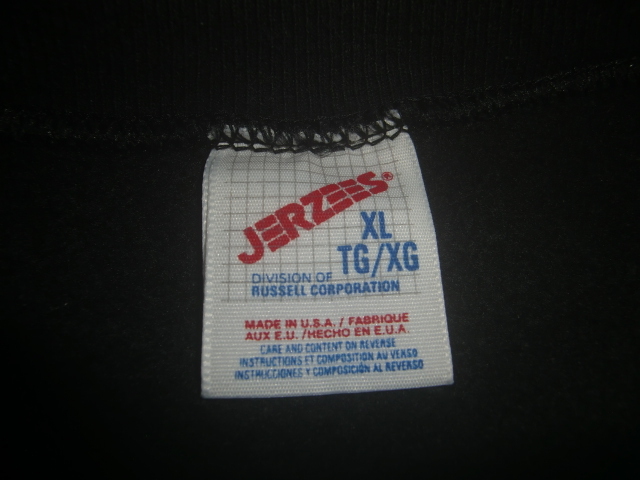 JERZEES®
XL
TG/XG
DIVISION OF
RUSSELL CORPORATION
MADE IN U.S.A. / FABRIQUE
AUX E.U. /HECHO EN E.U.A.
CARE AND CONTENT ON REVERSE
INSTRUCTIONS ET COMPOSITION AU VERSO
INSTRUCCIONES Y COMPOSICIÓN AL REVERSO